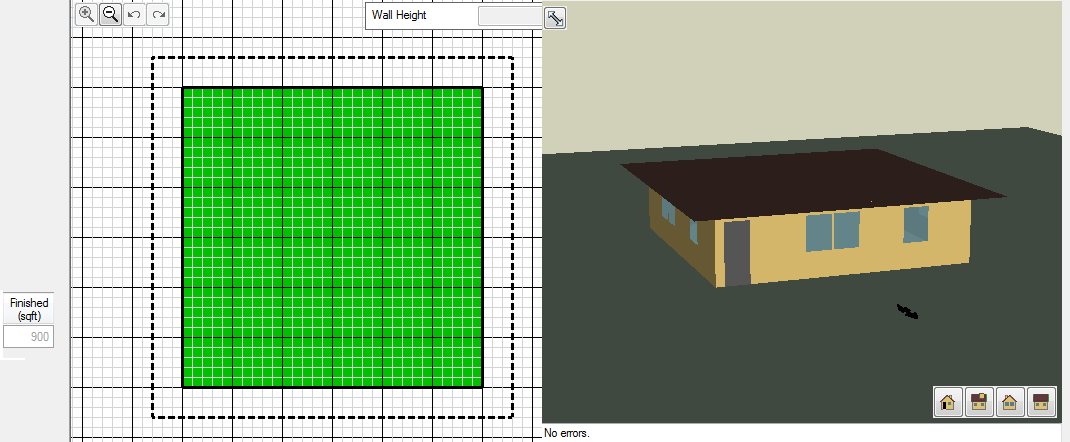 Wall Height
Finished
(sqft)
900
No errors.